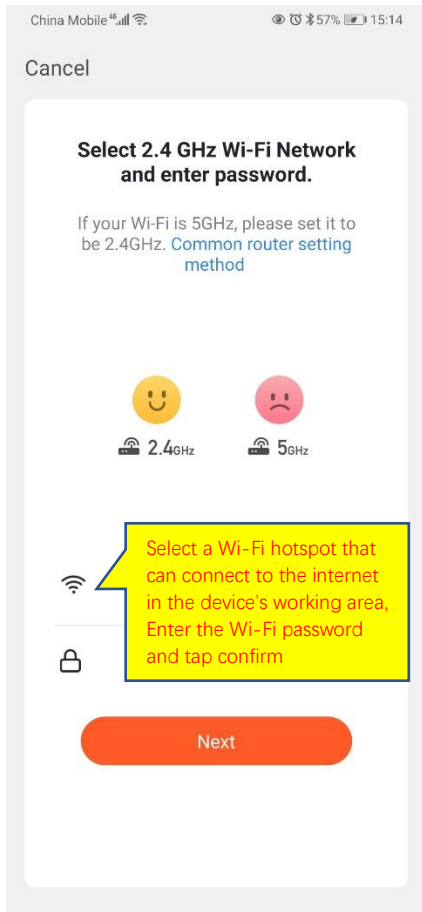 China Mobile 4G 57% 15:14
Cancel
Select 2.4 GHz Wi-Fi Network
and enter password.
If your Wi-Fi is 5GHz, please set it to
be 2.4GHz. Common router setting
method
2.4GHz 5GHz
Select a Wi-Fi hotspot that
can connect to the internet
in the device's working area,
Enter the Wi-Fi password
and tap confirm
Next